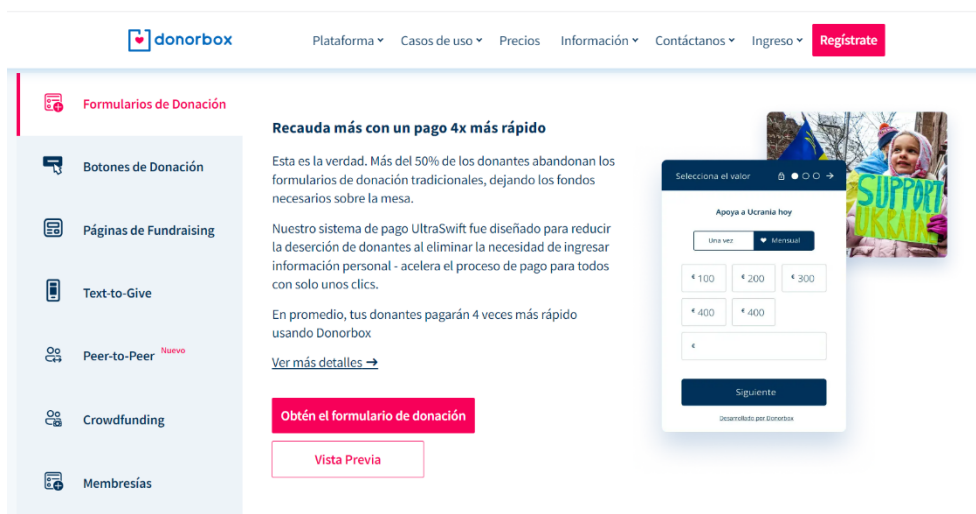 donorbox
Plataforma
Casos de uso
Precios
Información
Contáctanos
Ingreso
Regístrate
Formularios de Donación
Botones de Donación
Páginas de Fundraising
Text-to-Give
Peer-to-Peer Nuevo
Crowdfunding
Membresías
Recauda más con un pago 4x más rápido
Esta es la verdad. Más del 50% de los donantes abandonan los
formularios de donación tradicionales, dejando los fondos
necesarios sobre la mesa.
Nuestro sistema de pago UltraSwift fue diseñado para reducir
la deserción de donantes al eliminar la necesidad de ingresar
información personal - acelera el proceso de pago para todos
con solo unos clics.
En promedio, tus donantes pagarán 4 veces más rápido
usando Donorbox
Ver más detalles →
Obtén el formulario de donación
Vista Previa
Selecciona el valor
Apoya a Ucrania hoy
Una vez
Mensual
€ 100
€ 200
€ 300
€ 400
€ 400
€
Siguiente
Desarrollado por Donorbox
SUPPORT
UKRAIN